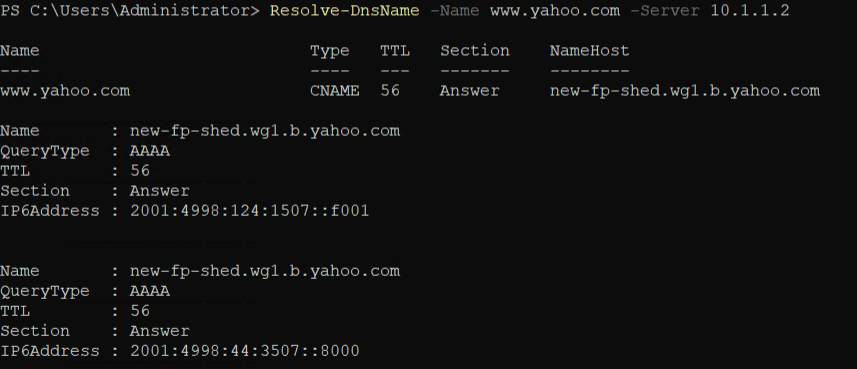 PS C:\Users\Administrator> Resolve-DnsName -Name www.yahoo.com -Server 10.1.1.2
Name Type TTL Section NameHost
---- ---- --- ------- --------
www.yahoo.com CNAME 56 Answer new-fp-shed.wg1.b.yahoo.com
Name : new-fp-shed.wg1.b.yahoo.com
QueryType : AAAA
TTL : 56
Section : Answer
IP6Address : 2001:4998:124:1507::f001
Name : new-fp-shed.wg1.b.yahoo.com
QueryType : AAAA
TTL : 56
Section : Answer
IP6Address : 2001:4998:44:3507::8000